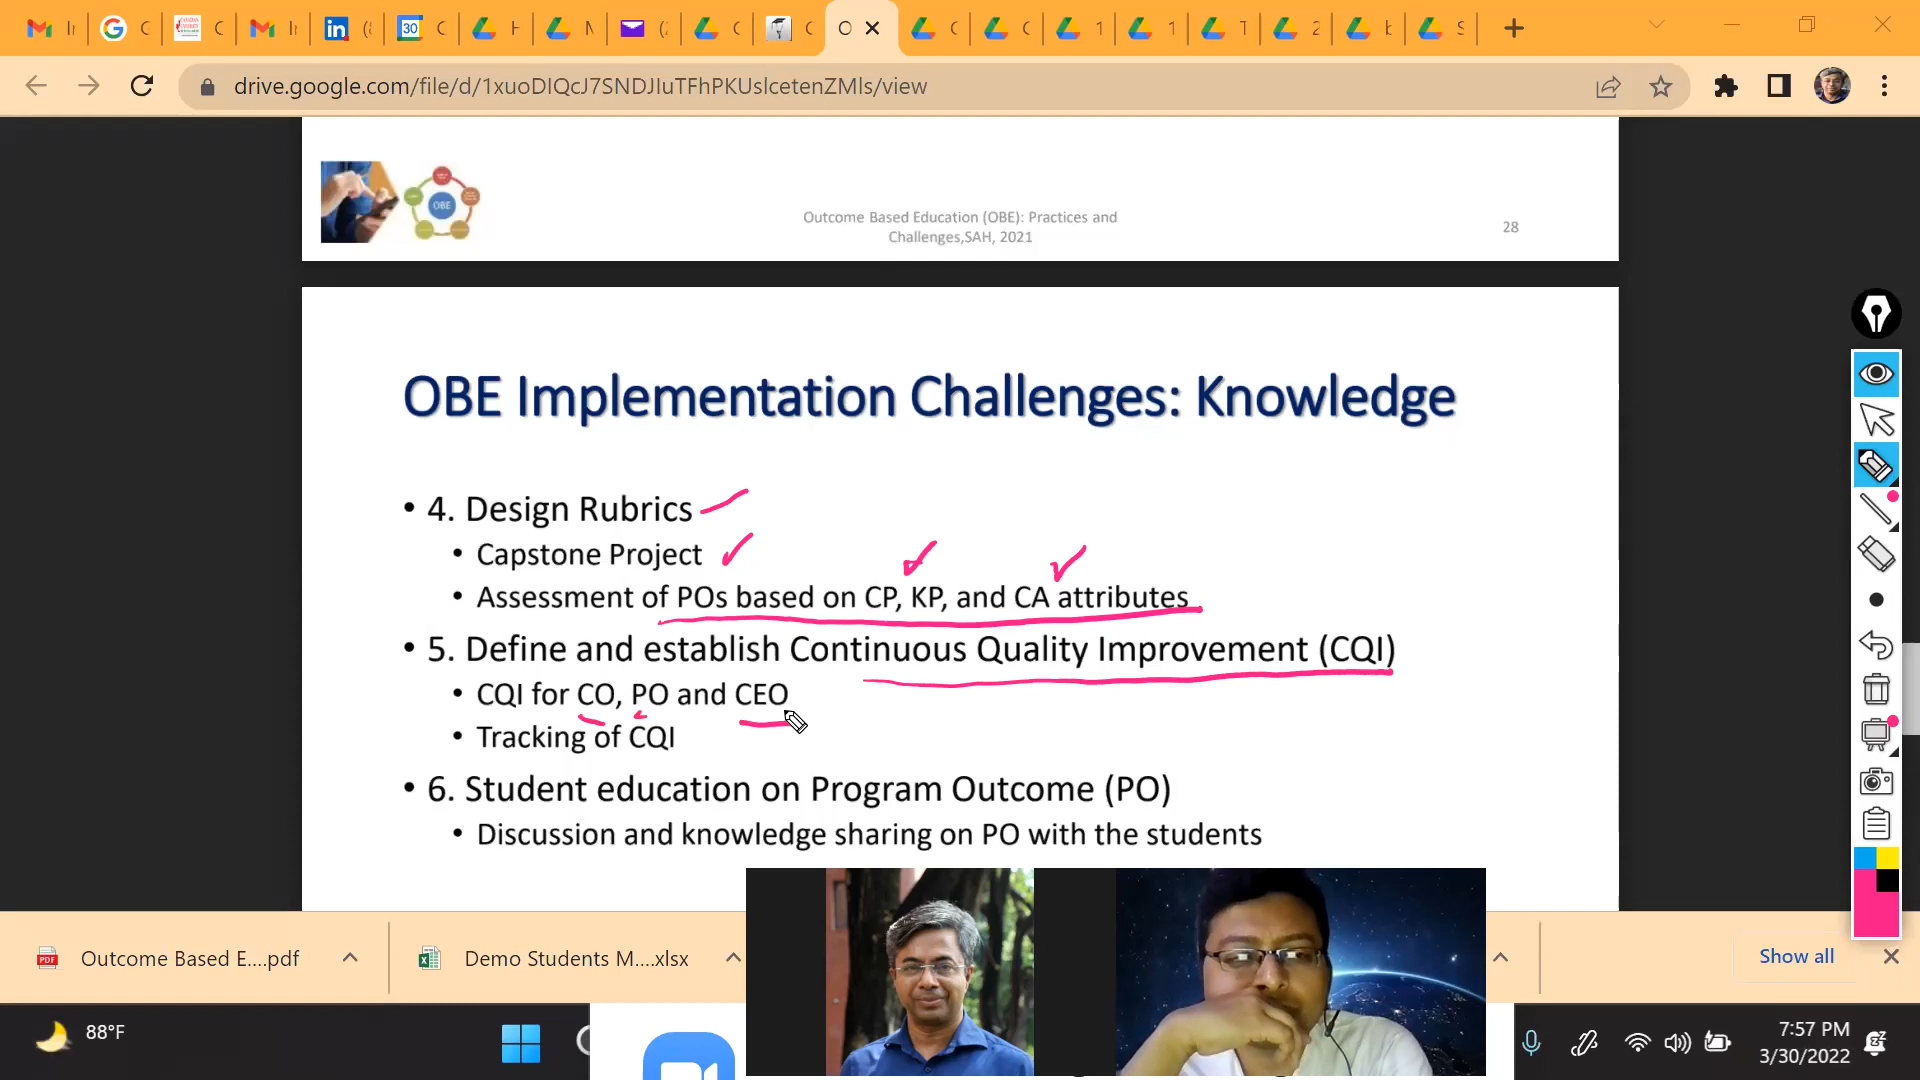 drive.google.com/file/d/1xuoDIQcJ7SNDJIuTFhPKUslcetenZMls/view
OBE
Outcome Based Education (OBE): Practices and
Challenges,SAH, 2021
28
OBE Implementation Challenges: Knowledge
• 4. Design Rubrics
• Capstone Project
• Assessment of POs based on CP, KP, and CA attributes
• 5. Define and establish Continuous Quality Improvement (CQI)
• CQI for CO, PO and CEO
• Tracking of CQI
• 6. Student education on Program Outcome (PO)
• Discussion and knowledge sharing on PO with the students
Outcome Based E....pdf
Demo Students M....xlsx
Show all
88°F
7:57 PM
3/30/2022